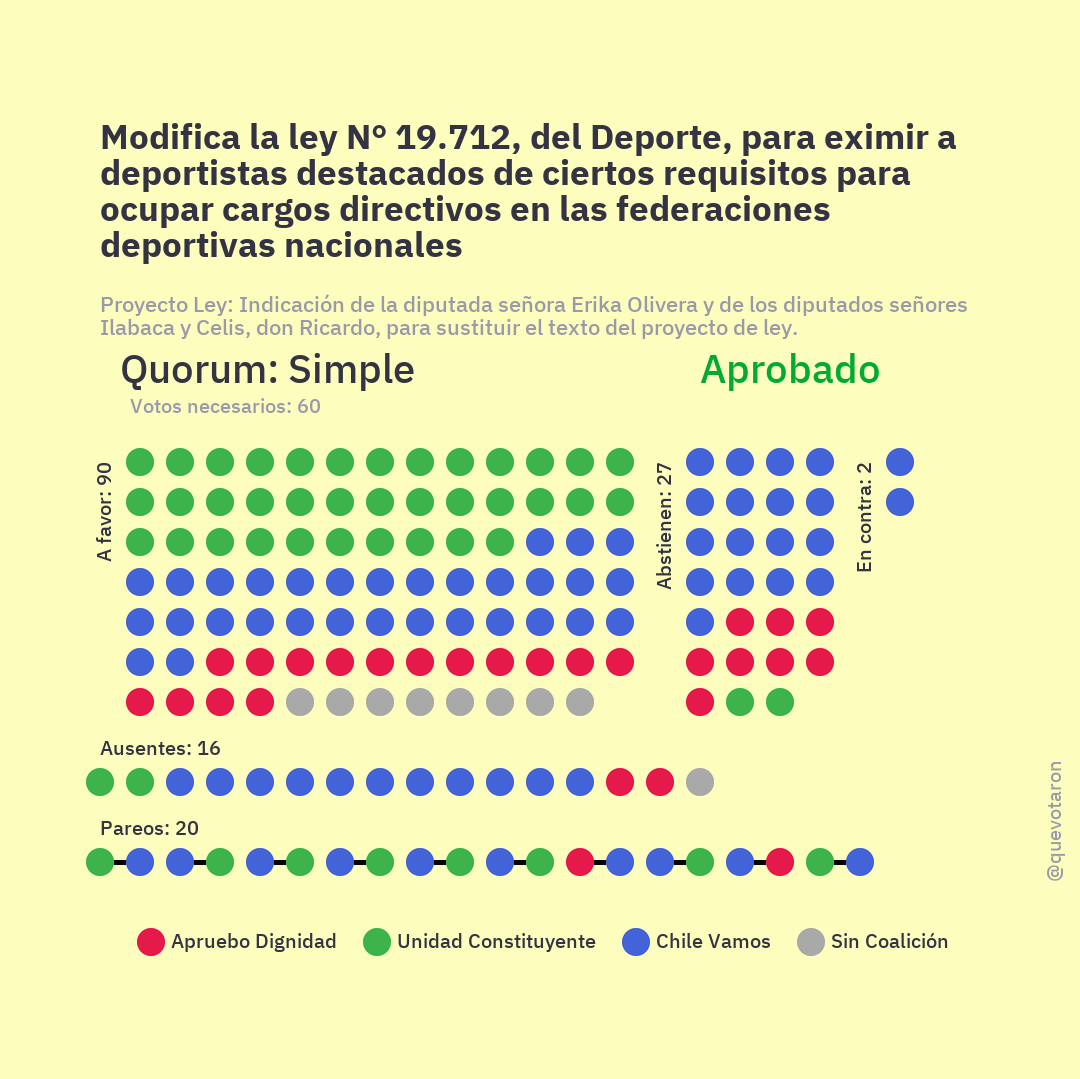 Modifica la ley N° 19.712, del Deporte, para eximir a
deportistas destacados de ciertos requisitos para
ocupar cargos directivos en las federaciones
deportivas nacionales
Proyecto Ley: Indicación de la diputada señora Erika Olivera y de los diputados señores
Ilabaca y Celis, don Ricardo, para sustituir el texto del proyecto de ley.
Quorum: Simple
Aprobado
Votos necesarios: 60
A favor: 90
Abstienen: 27
En contra: 2
Ausentes: 16
Pareos: 20
@quevotaron
Apruebo Dignidad
Unidad Constituyente
Chile Vamos
Sin Coalición